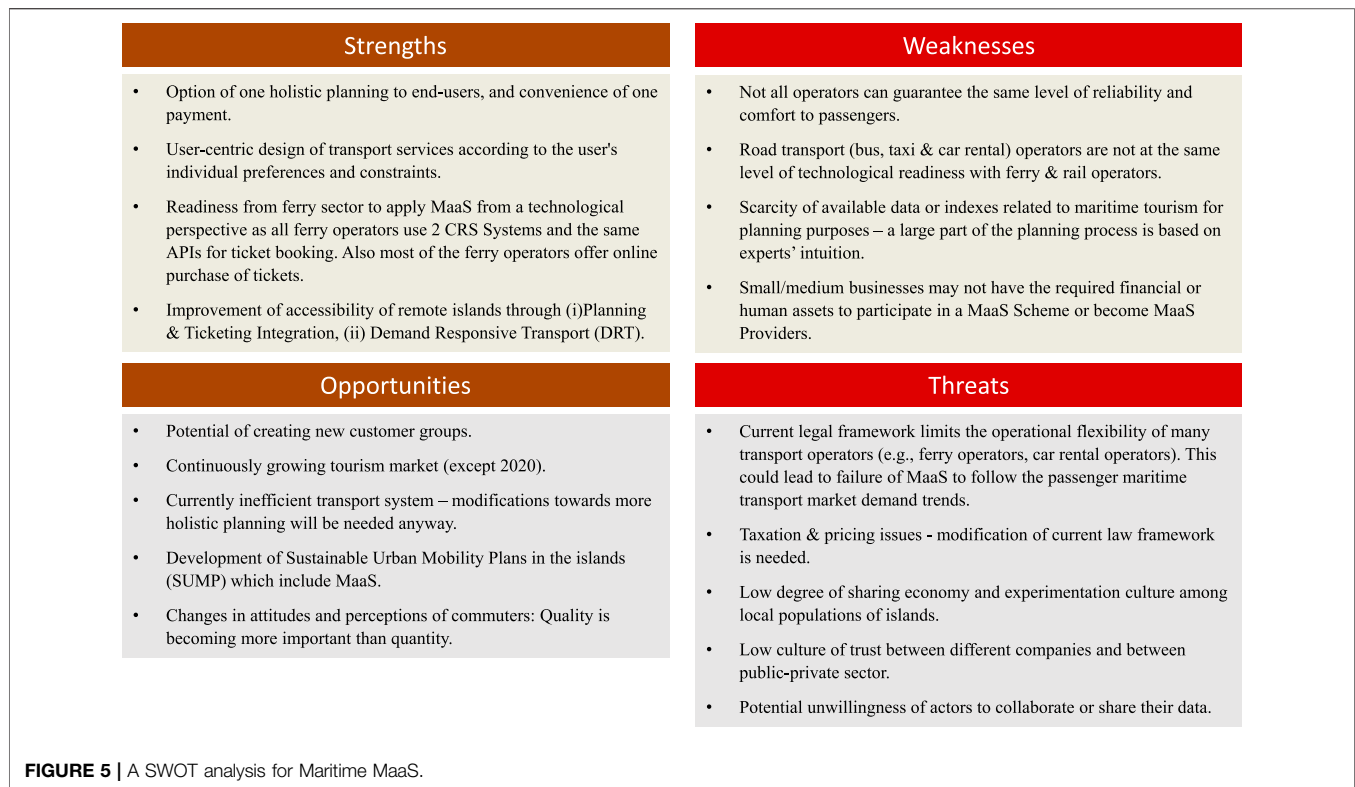 Strengths
• Option of one holistic planning to end-users, and convenience of one
payment.
• User-centric design of transport services according to the user's
individual preferences and constraints.
• Readiness from ferry sector to apply MaaS from a technological
perspective as all ferry operators use 2 CRS Systems and the same
APIs for ticket booking. Also most of the ferry operators offer online
purchase of tickets.
• Improvement of accessibility of remote islands through (i)Planning
& Ticketing Integration, (ii) Demand Responsive Transport (DRT).
Weaknesses
• Not all operators can guarantee the same level of reliability and
comfort to passengers.
• Road transport (bus, taxi & car rental) operators are not at the same
level of technological readiness with ferry & rail operators.
• Scarcity of available data or indexes related to maritime tourism for
planning purposes – a large part of the planning process is based on
experts’ intuition.
• Small/medium businesses may not have the required financial or
human assets to participate in a MaaS Scheme or become MaaS
Providers.
Opportunities
• Potential of creating new customer groups.
• Continuously growing tourism market (except 2020).
• Currently inefficient transport system – modifications towards more
holistic planning will be needed anyway.
• Development of Sustainable Urban Mobility Plans in the islands
(SUMP) which include MaaS.
• Changes in attitudes and perceptions of commuters: Quality is
becoming more important than quantity.
Threats
• Current legal framework limits the operational flexibility of many
transport operators (e.g., ferry operators, car rental operators). This
could lead to failure of MaaS to follow the passenger maritime
transport market demand trends.
• Taxation & pricing issues - modification of current law framework
is needed.
• Low degree of sharing economy and experimentation culture among
local populations of islands.
• Low culture of trust between different companies and between
public-private sector.
• Potential unwillingness of actors to collaborate or share their data.
FIGURE 5 | A SWOT analysis for Maritime MaaS.